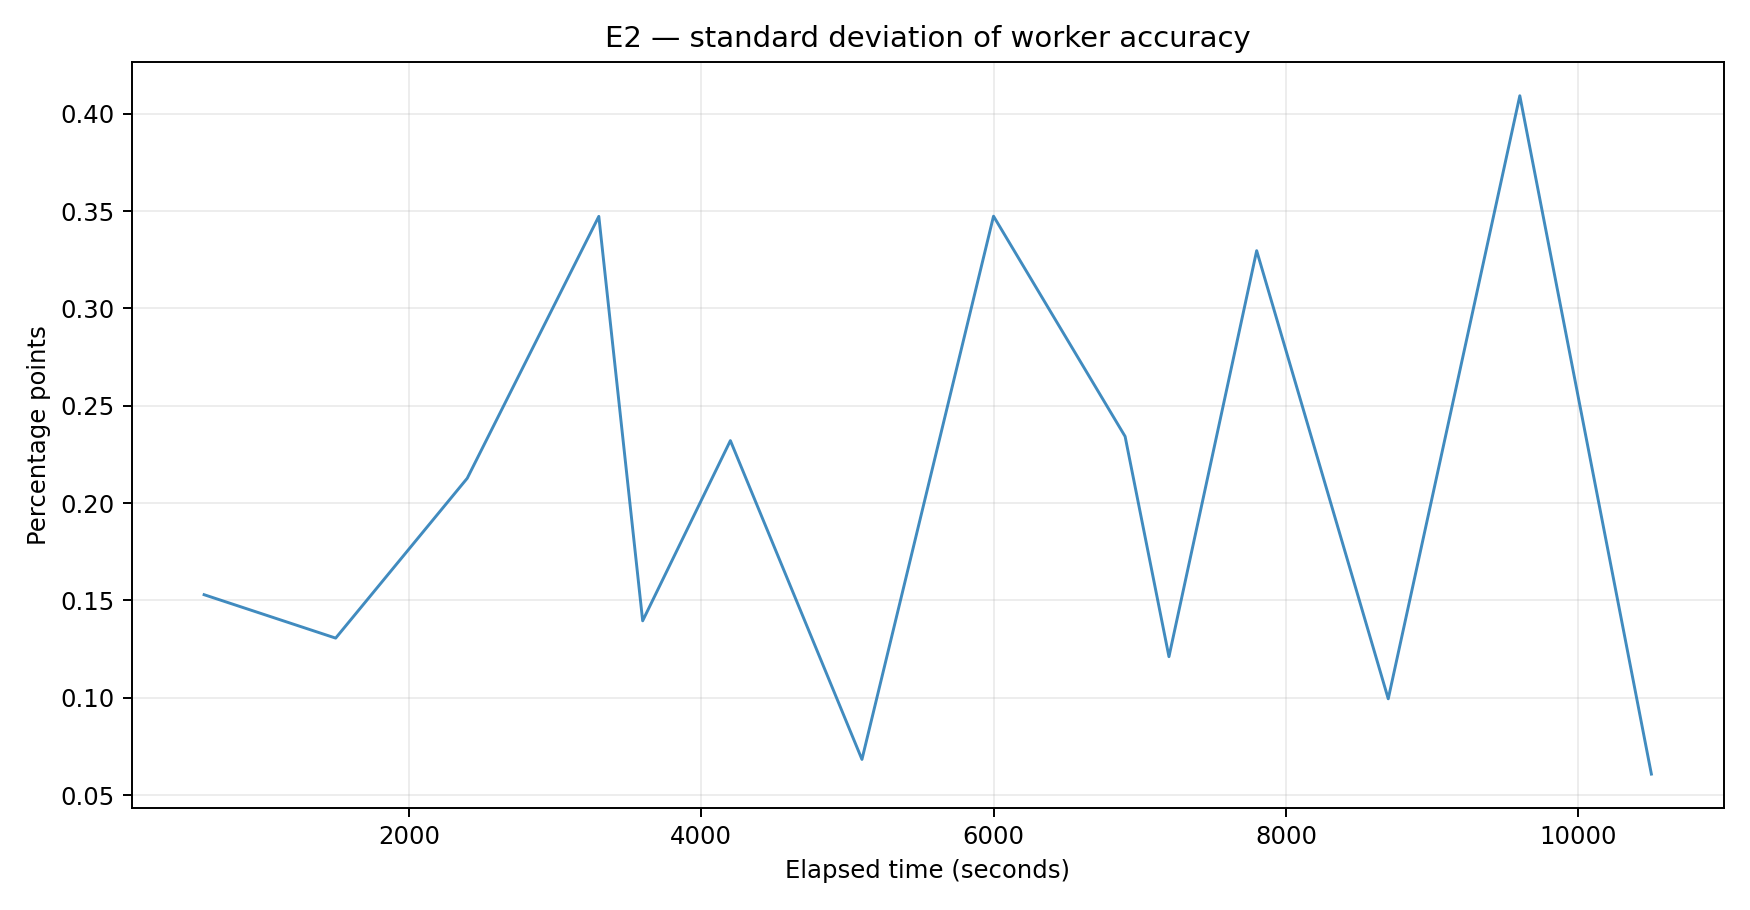 E2 — standard deviation of worker accuracy
0.40
0.35
0.30
0.25
0.20
0.15
0.10
0.05
Percentage points
2000 4000 6000 8000 10000
Elapsed time (seconds)